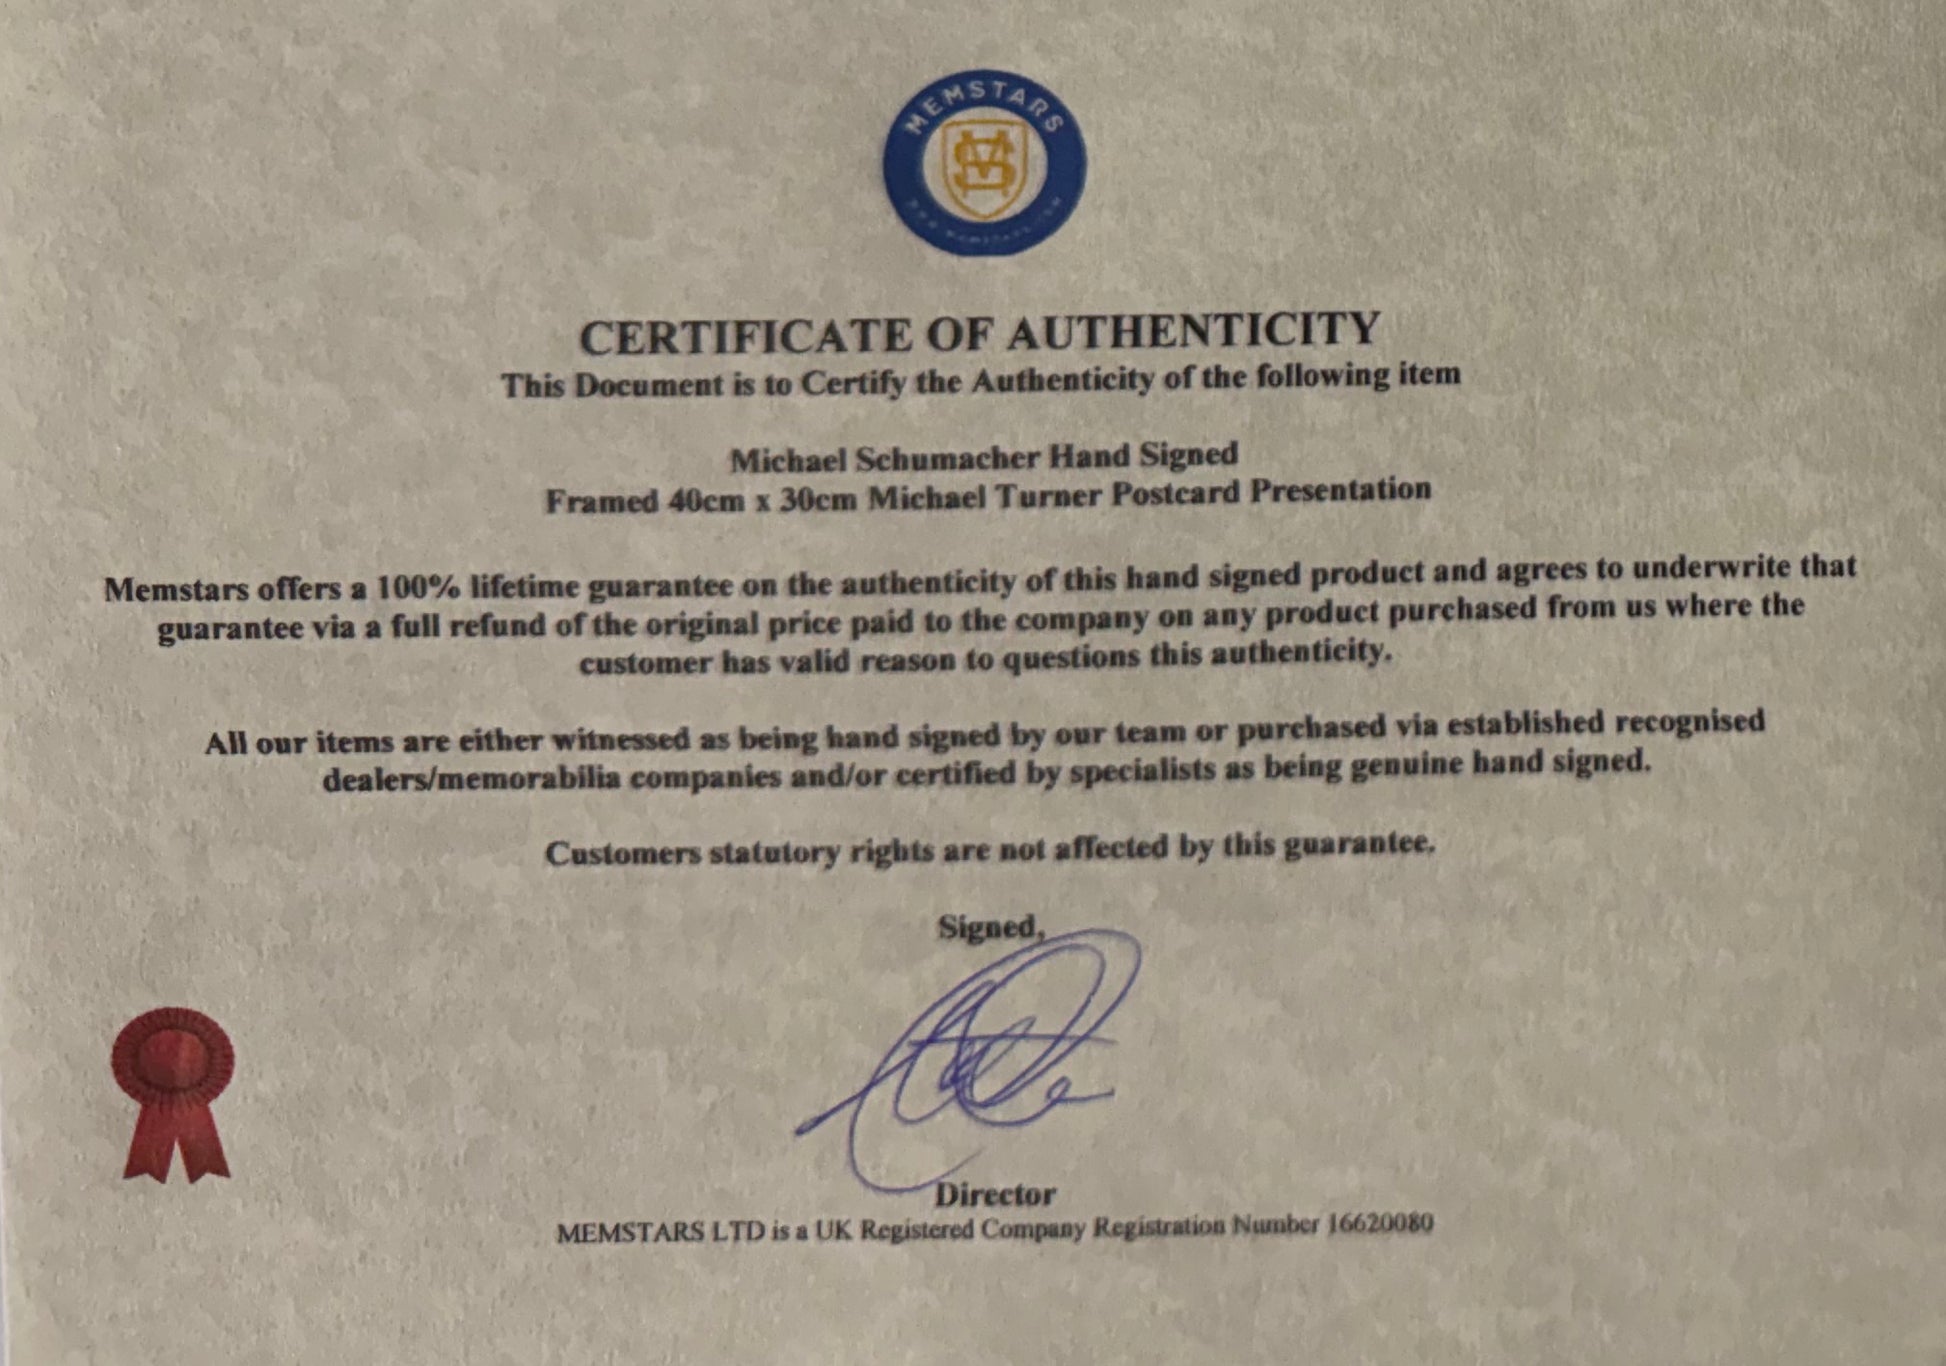 MEMSTARS
CERTIFICATE OF AUTHENTICITY
This Document is to Certify the Authenticity of the following item
Michael Schumacher Hand Signed
Framed 40cm x 30cm Michael Turner Postcard Presentation
Memstars offers a 100% lifetime guarantee on the authenticity of this hand signed product and agrees to underwrite that
guarantee via a full refund of the original price paid to the company on any product purchased from us where the
customer has valid reason to questions this authenticity.
All our items are either witnessed as being hand signed by our team or purchased via established recognised
dealers/memorabilia companies and/or certified by specialists as being genuine hand signed.
Customers statutory rights are not affected by this guarantee.
Signed,
Director
MEMSTARS LTD is a UK Registered Company Registration Number 16620080